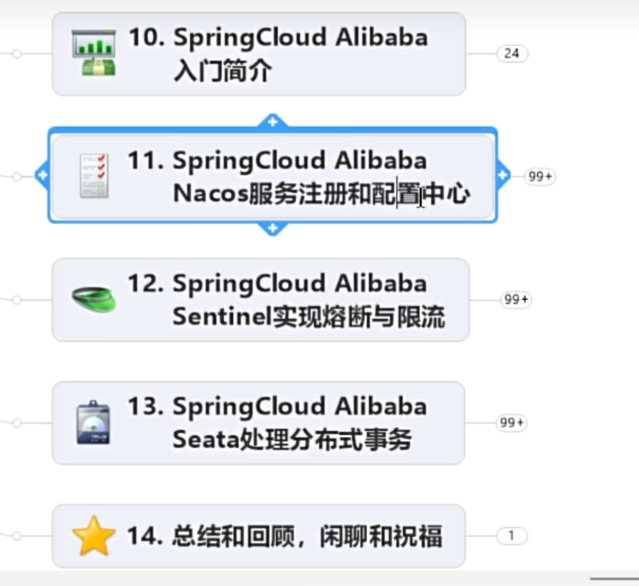 10. SpringCloud Alibaba
入门简介
24
11. SpringCloud Alibaba
Nacos服务注册和配置中心
99+
12. SpringCloud Alibaba
Sentinel实现熔断与限流
99+
13. SpringCloud Alibaba
Seata处理分布式事务
99+
14. 总结和回顾，闲聊和祝福
1